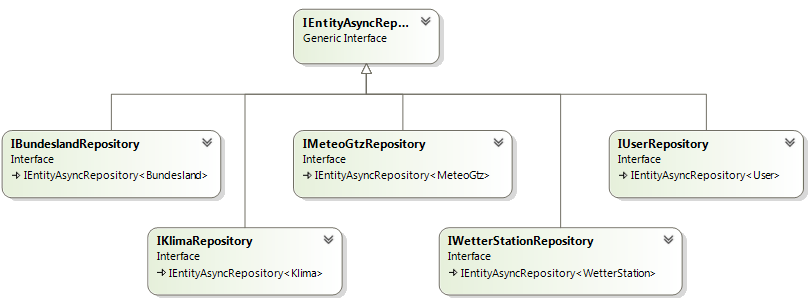 IEntityAsyncRep...
Generic Interface
IBundeslandRepository
Interface
IEntityAsyncRepository<Bundesland>
IMeteoGtzRepository
Interface
IEntityAsyncRepository<MeteoGtz>
IUserRepository
Interface
IEntityAsyncRepository<User>
IKlimaRepository
Interface
IEntityAsyncRepository<Klima>
IWetterStationRepository
Interface
IEntityAsyncRepository<WetterStation>